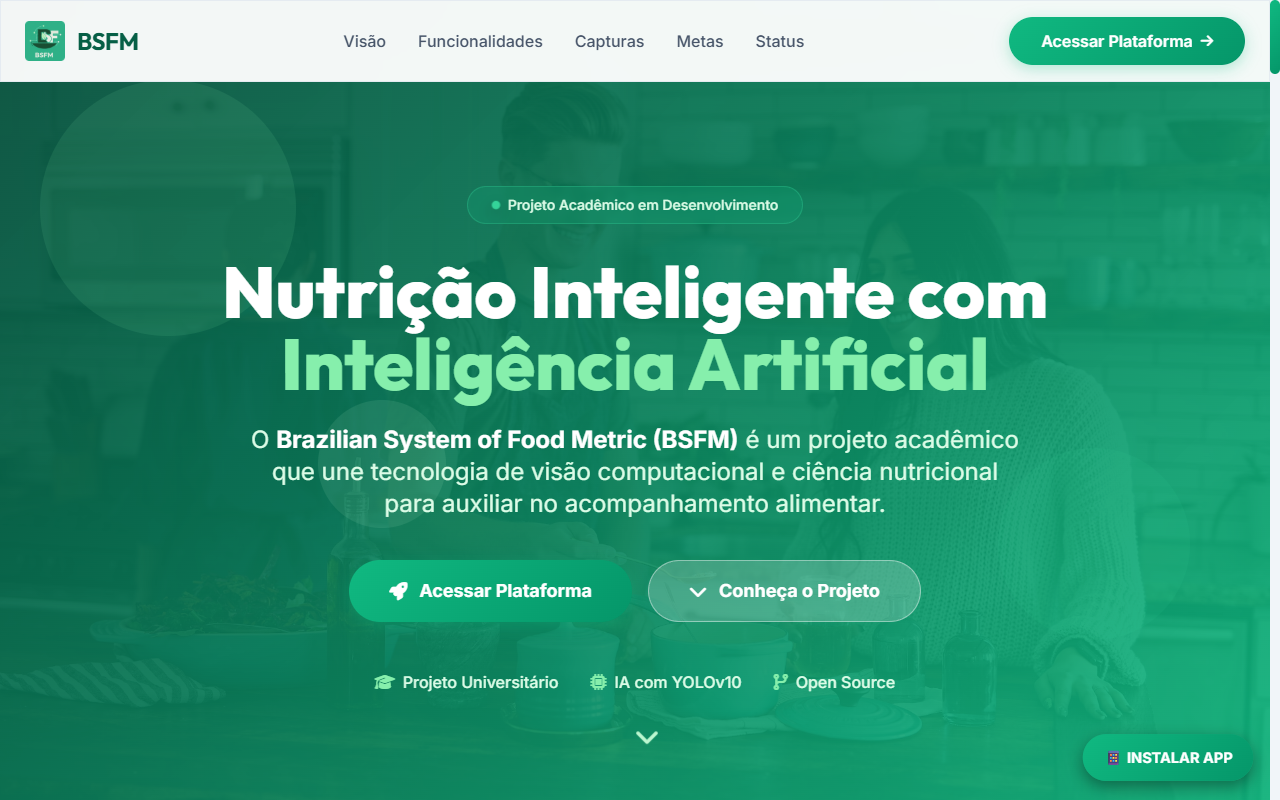 BSFM
BSFM
Visão
Funcionalidades
Capturas
Metas
Status
Acessar Plataforma
Projeto Acadêmico em Desenvolvimento
Nutrição Inteligente com
Inteligência Artificial
O Brazilian System of Food Metric (BSFM) é um projeto acadêmico
que une tecnologia de visão computacional e ciência nutricional
para auxiliar no acompanhamento alimentar.
Acessar Plataforma
Conheça o Projeto
Projeto Universitário
IA com YOLOv10
Open Source
INSTALAR APP